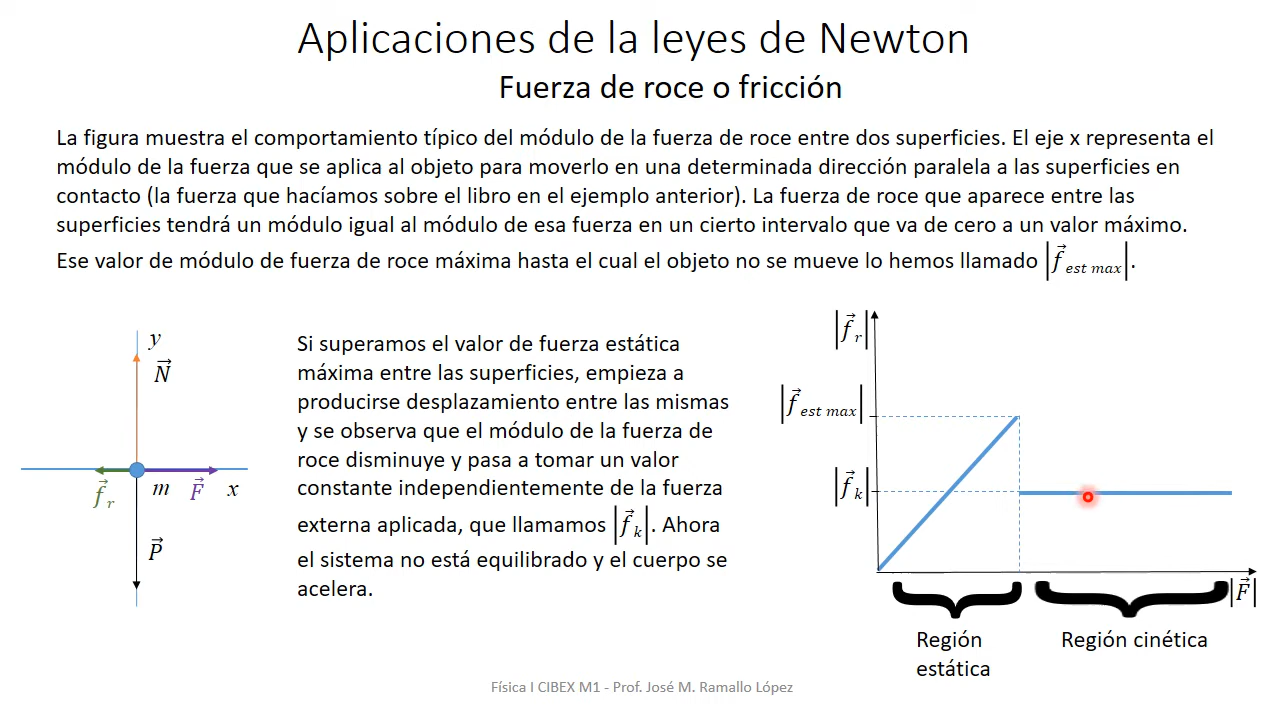 Aplicaciones de la leyes de Newton
Fuerza de roce o fricción
La figura muestra el comportamiento típico del módulo de la fuerza de roce entre dos superficies. El eje x representa el
módulo de la fuerza que se aplica al objeto para moverlo en una determinada dirección paralela a las superficies en
contacto (la fuerza que hacíamos sobre el libro en el ejemplo anterior). La fuerza de roce que aparece entre las
superficies tendrá un módulo igual al módulo de esa fuerza en un cierto intervalo que va de cero a un valor máximo.
Ese valor de módulo de fuerza de roce máxima hasta el cual el objeto no se mueve lo hemos llamado |f⃗ est max|.
y
N⃗
f⃗ r
m
F⃗
x
P⃗
Si superamos el valor de fuerza estática
máxima entre las superficies, empieza a
producirse desplazamiento entre las mismas
y se observa que el módulo de la fuerza de
roce disminuye y pasa a tomar un valor
constante independientemente de la fuerza
externa aplicada, que llamamos |f⃗ k|. Ahora
el sistema no está equilibrado y el cuerpo se
acelera.
|f⃗ r|
|f⃗ est max|
|f⃗ k|
|F⃗|
Región
estática
Región cinética
Física I CIBEX M1 - Prof. José M. Ramallo López